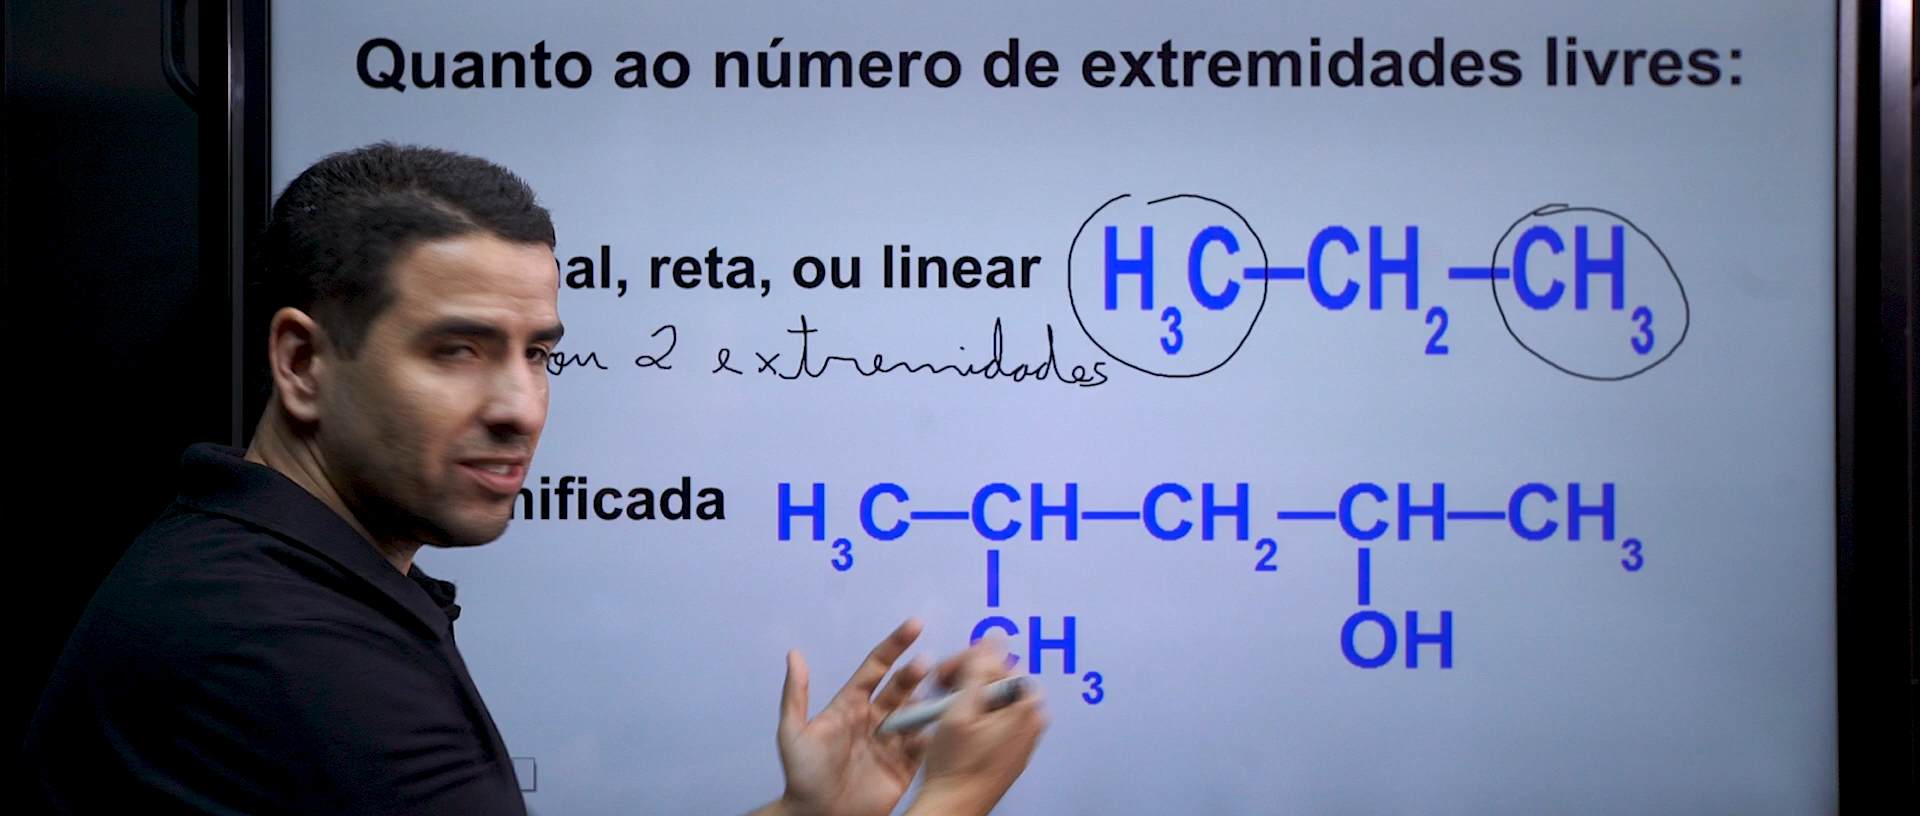 Quanto ao número de extremidades livres:
al, reta, ou linear H₃C—CH₂—CH₃
2 extremidades
nificada H₃C—CH—CH₂—CH—CH₃
CH₃ OH